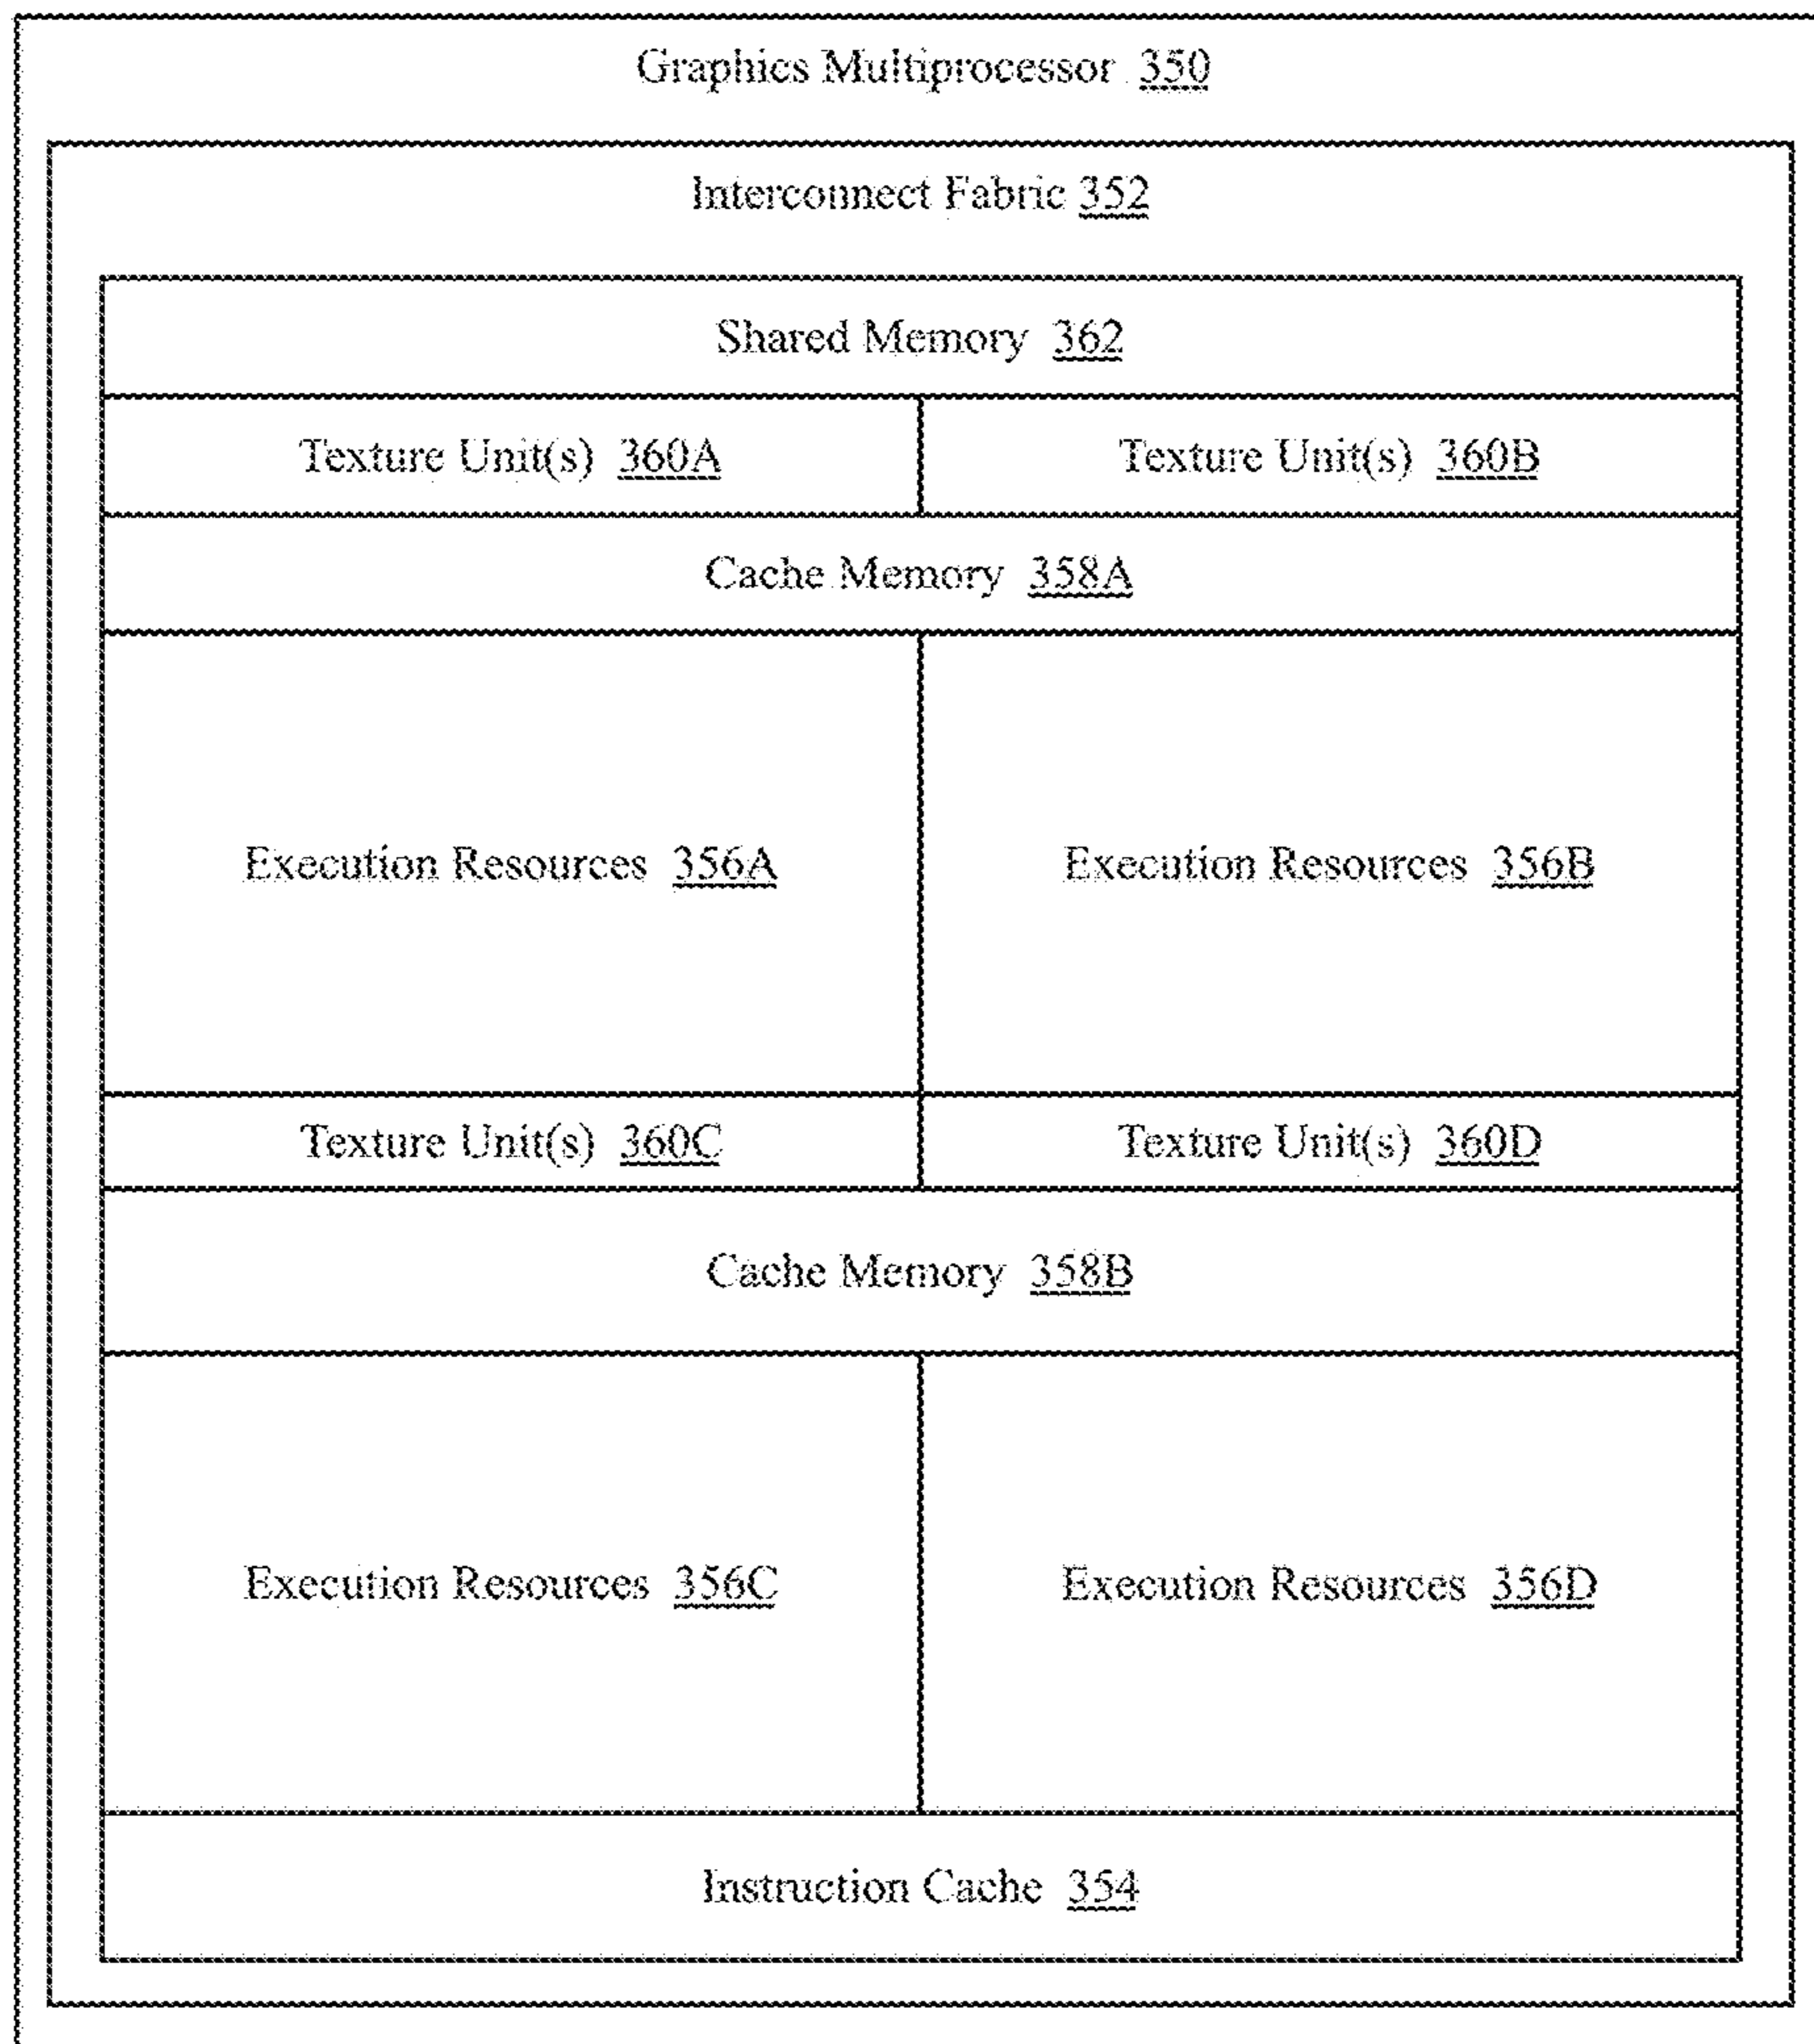 Graphics Multiprocessor 350
Interconnect Fabric 352
Shared Memory 362
Texture Unit(s) 360A
Texture Unit(s) 360B
Cache Memory 358A
Execution Resources 356A
Execution Resources 356B
Texture Unit(s) 360C
Texture Unit(s) 360D
Cache Memory 358B
Execution Resources 356C
Execution Resources 356D
Instruction Cache 354